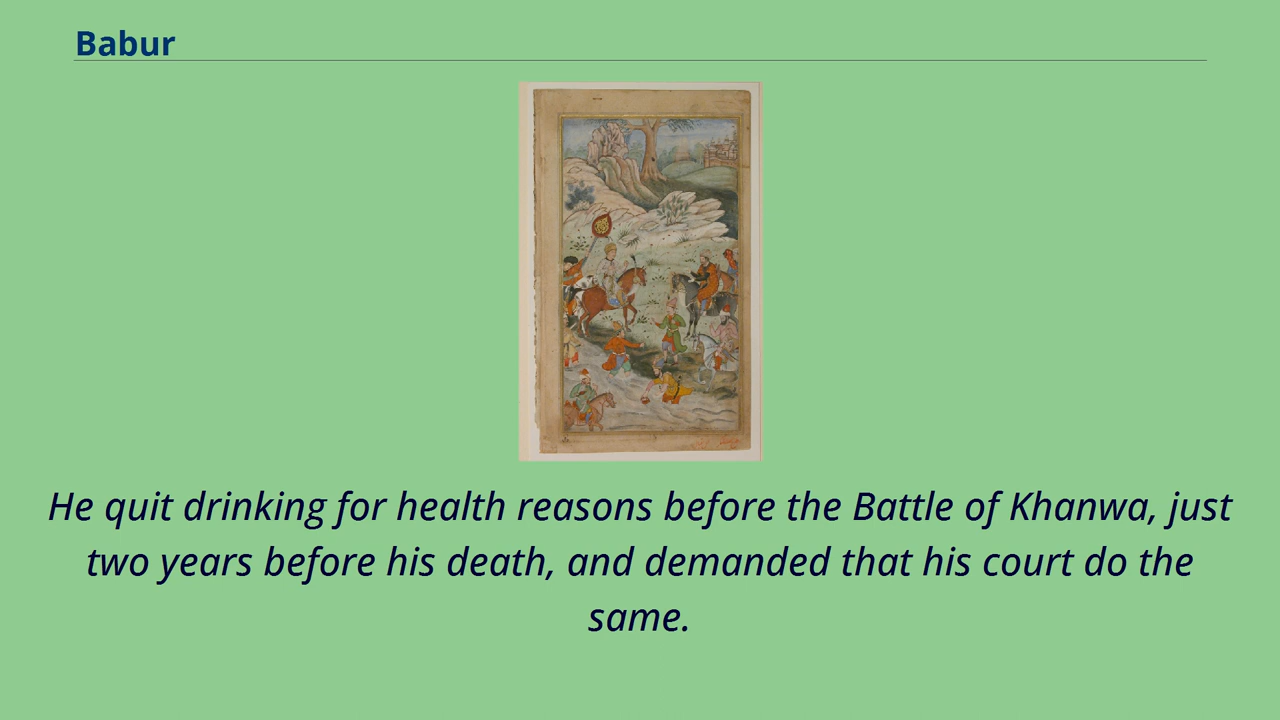 Babur
He quit drinking for health reasons before the Battle of Khanwa, just
two years before his death, and demanded that his court do the
same.